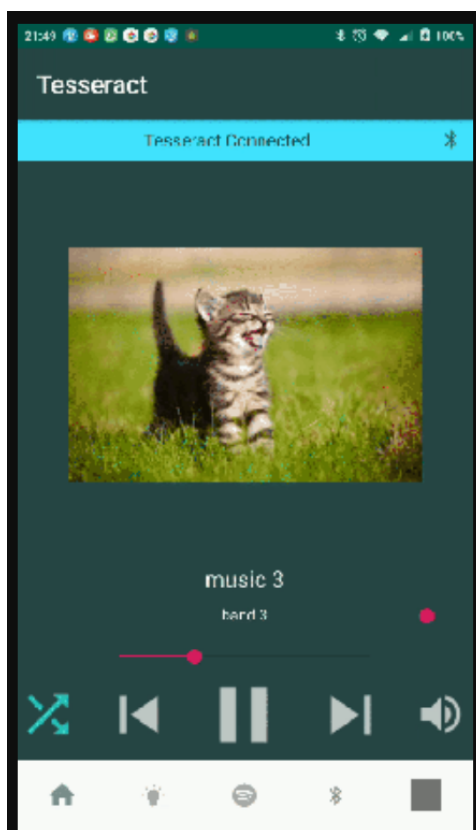 21:49 100%
Tesseract
Tesseract Connected
music 3
band 3